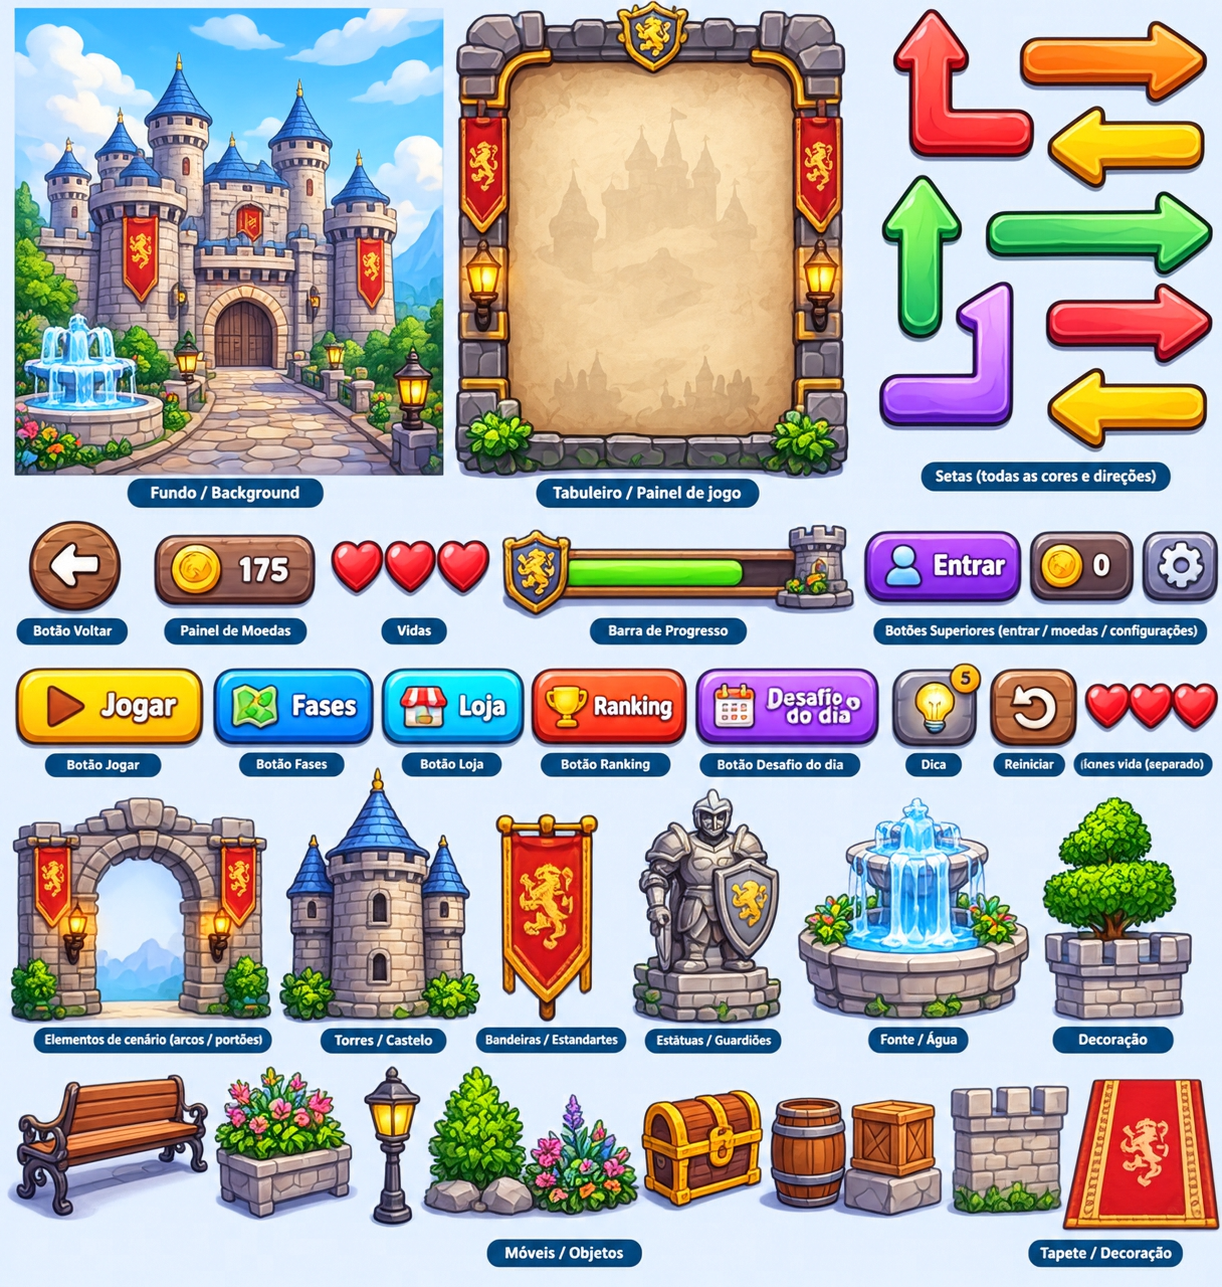 Fundo / Background
Tabuleiro / Painel de jogo
Setas (todas as cores e direções)
175
Entrar
0
Botão Voltar
Painel de Moedas
Vidas
Barra de Progresso
Botões Superiores (entrar / moedas / configurações)
Jogar
Fases
Loja
Ranking
Desafio
do dia
5
Botão Jogar
Botão Fases
Botão Loja
Botão Ranking
Botão Desafio do dia
Dica
Reiniciar
vida (separado)
Elementos de cenário (arcos / portões)
Torres / Castelo
Bandeiras / Estandartes
Estàtuas / Guardiões
Fonte / Água
Decoração
Móveis / Objetos
Tapete / Decoração